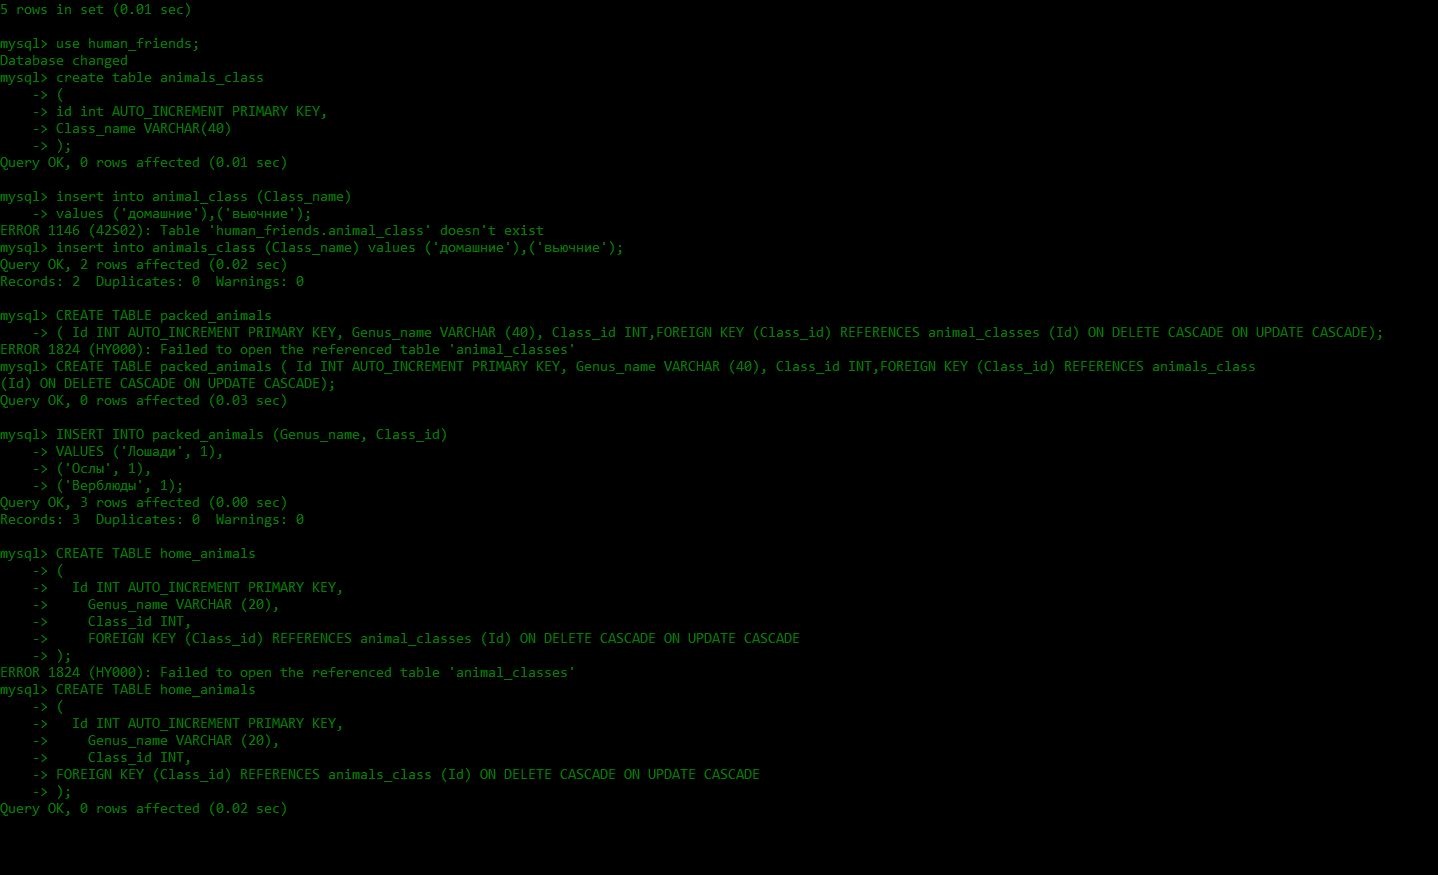 5 rows in set (0.01 sec)
mysql> use human_friends;
Database changed
mysql> create table animals_class
    -> (
    -> id int AUTO_INCREMENT PRIMARY KEY,
    -> Class_name VARCHAR(40)
    -> );
Query OK, 0 rows affected (0.01 sec)
mysql> insert into animal_class (Class_name)
    -> values ('домашние'),('вьючние');
ERROR 1146 (42S02): Table 'human_friends.animal_class' doesn't exist
mysql> insert into animals_class (Class_name) values ('домашние'),('вьючние');
Query OK, 2 rows affected (0.02 sec)
Records: 2  Duplicates: 0  Warnings: 0
mysql> CREATE TABLE packed_animals
    -> ( Id INT AUTO_INCREMENT PRIMARY KEY, Genus_name VARCHAR (40), Class_id INT,FOREIGN KEY (Class_id) REFERENCES animal_classes (Id) ON DELETE CASCADE ON UPDATE CASCADE);
ERROR 1824 (HY000): Failed to open the referenced table 'animal_classes'
mysql> CREATE TABLE packed_animals ( Id INT AUTO_INCREMENT PRIMARY KEY, Genus_name VARCHAR (40), Class_id INT,FOREIGN KEY (Class_id) REFERENCES animals_class
(Id) ON DELETE CASCADE ON UPDATE CASCADE);
Query OK, 0 rows affected (0.03 sec)
mysql> INSERT INTO packed_animals (Genus_name, Class_id)
    -> VALUES ('Лошади', 1),
    -> ('Ослы', 1),
    -> ('Верблюды', 1);
Query OK, 3 rows affected (0.00 sec)
Records: 3  Duplicates: 0  Warnings: 0
mysql> CREATE TABLE home_animals
    -> (
    ->   Id INT AUTO_INCREMENT PRIMARY KEY,
    ->     Genus_name VARCHAR (20),
    ->     Class_id INT,
    ->     FOREIGN KEY (Class_id) REFERENCES animal_classes (Id) ON DELETE CASCADE ON UPDATE CASCADE
    -> );
ERROR 1824 (HY000): Failed to open the referenced table 'animal_classes'
mysql> CREATE TABLE home_animals
    -> (
    ->   Id INT AUTO_INCREMENT PRIMARY KEY,
    ->     Genus_name VARCHAR (20),
    ->     Class_id INT,
    -> FOREIGN KEY (Class_id) REFERENCES animals_class (Id) ON DELETE CASCADE ON UPDATE CASCADE
    -> );
Query OK, 0 rows affected (0.02 sec)